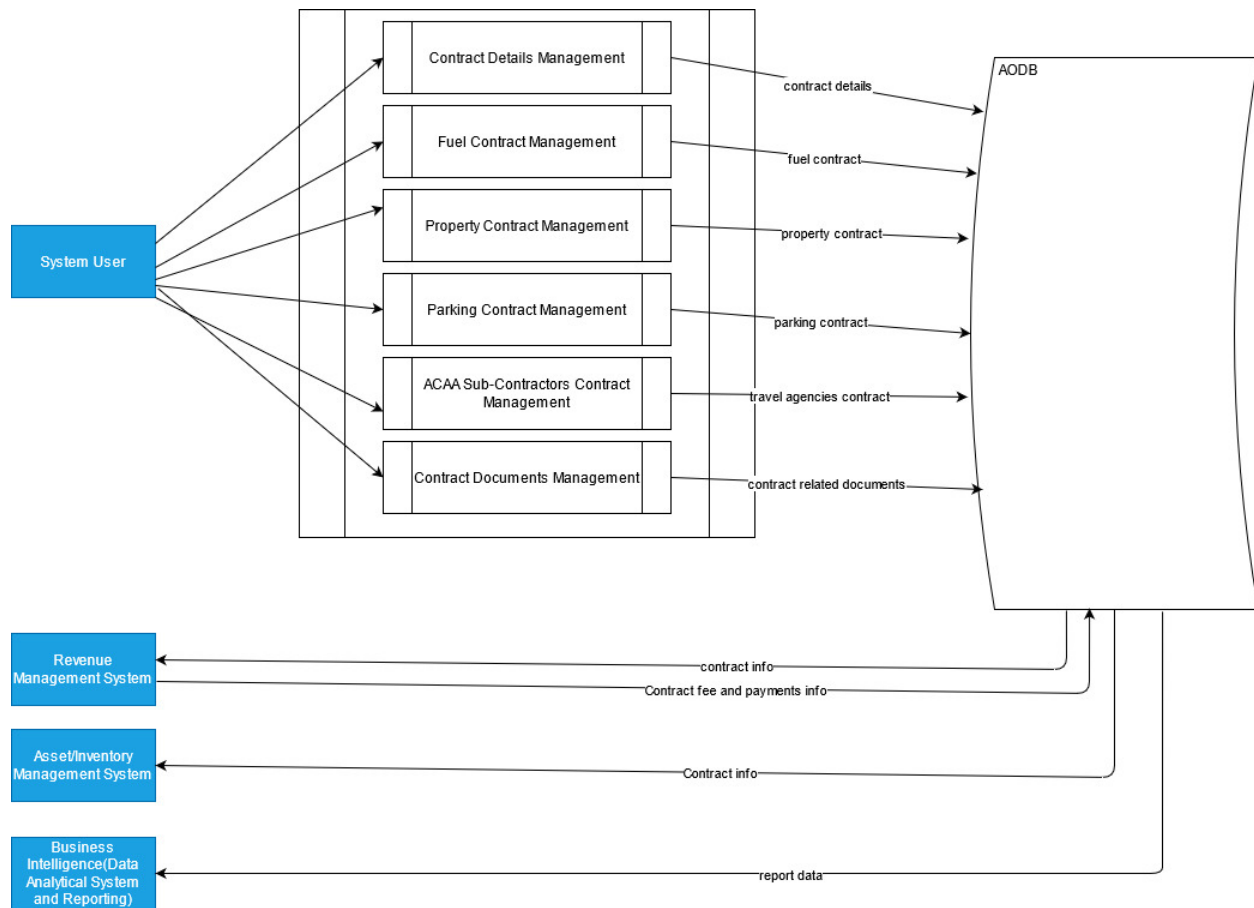 AODB
Contract Details Management
contract details
Fuel Contract Management
fuel contract
Property Contract Management
property contract
System User
Parking Contract Management
parking contract
ACAA Sub-Contractors Contract
Management
travel agencies contract
Contract Documents Management
contract related documents
Revenue
Management System
contract info
Contract fee and payments info
Asset/Inventory
Management System
Contract info
Business
Intelligence(Data
Analytical System
and Reporting)
report data